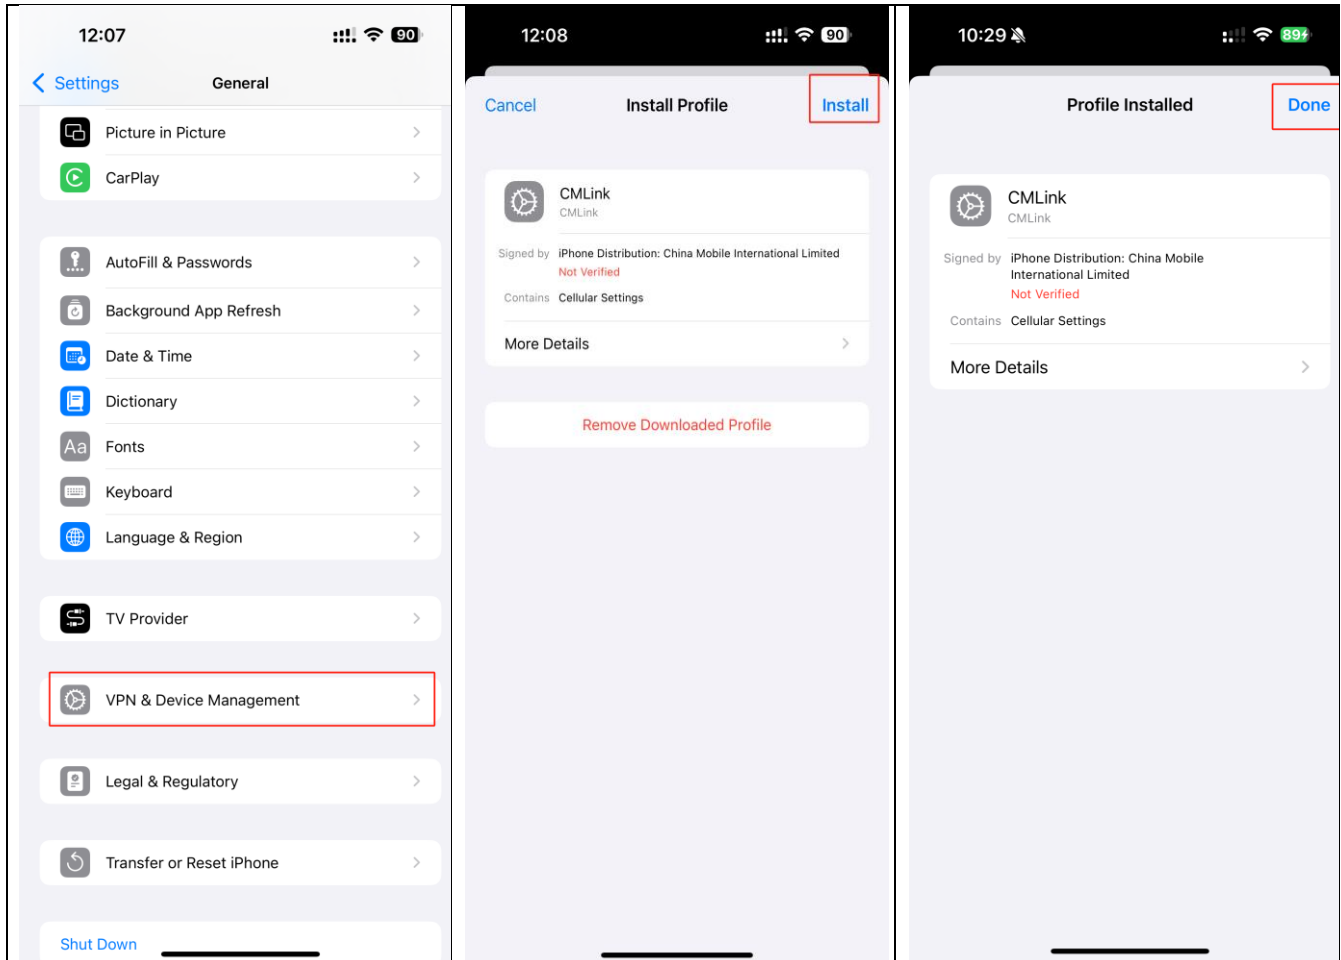 12:07
90
Settings
General
Picture in Picture
CarPlay
AutoFill & Passwords
Background App Refresh
Date & Time
Dictionary
Aa
Fonts
Keyboard
Language & Region
TV Provider
VPN & Device Management
Legal & Regulatory
Transfer or Reset iPhone
Shut Down
12:08
90
Cancel
Install Profile
Install
CMLink
CMLink
Signed by iPhone Distribution: China Mobile International Limited
Not Verified
Contains Cellular Settings
More Details
Remove Downloaded Profile
10:29
89
Profile Installed
Done
CMLink
CMLink
Signed by iPhone Distribution: China Mobile
International Limited
Not Verified
Contains Cellular Settings
More Details